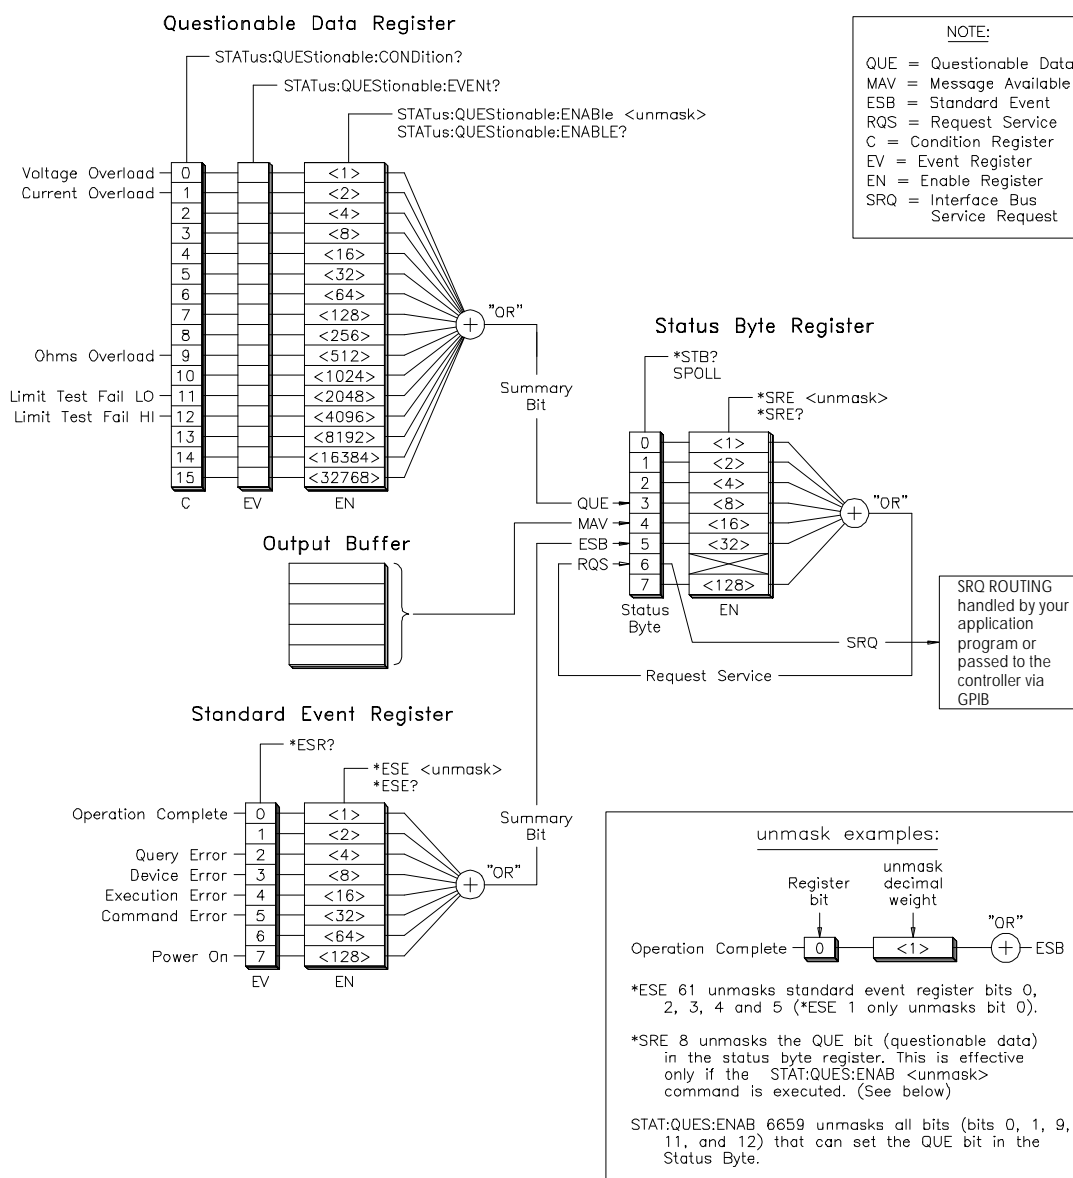 Questionable Data Register
STATus:QUEStionable:CONDition?
STATus:QUEStionable:EVENt?
STATus:QUEStionable:ENABle <unmask>
STATus:QUEStionable:ENABLE?
Voltage Overload 0 <1>
Current Overload 1 <2>
2 <4>
3 <8>
4 <16>
5 <32>
6 <64>
7 <128>
8 <256>
Ohms Overload 9 <512>
10 <1024>
Limit Test Fail LO 11 <2048>
Limit Test Fail HI 12 <4096>
13 <8192>
14 <16384>
15 <32768>
C EV EN
+ "OR"
Summary
Bit
NOTE:
QUE = Questionable Data
MAV = Message Available
ESB = Standard Event
RQS = Request Service
C = Condition Register
EV = Event Register
EN = Enable Register
SRQ = Interface Bus
Service Request
Status Byte Register
*STB?
SPOLL
*SRE <unmask>
*SRE?
0 <1>
1 <2>
2 <4>
QUE 3 <8>
MAV 4 <16>
ESB 5 <32>
RQS 6
7 <128>
Status
Byte
EN
+ "OR"
SRQ
Request Service
SRQ ROUTING
handled by your
application
program or
passed to the
controller via
GPIB
Output Buffer
Standard Event Register
*ESR?
*ESE <unmask>
*ESE?
Operation Complete 0 <1>
1 <2>
Query Error 2 <4>
Device Error 3 <8>
Execution Error 4 <16>
Command Error 5 <32>
6 <64>
Power On 7 <128>
EV EN
+ "OR"
Summary
Bit
unmask examples:
Register
bit
unmask
decimal
weight
Operation Complete 0 <1> + "OR" ESB
*ESE 61 unmasks standard event register bits 0,
2, 3, 4 and 5 (*ESE 1 only unmasks bit 0).
*SRE 8 unmasks the QUE bit (questionable data)
in the status byte register. This is effective
only if the STAT:QUES:ENAB <unmask>
command is executed. (See below)
STAT:QUES:ENAB 6659 unmasks all bits (bits 0, 1, 9,
11, and 12) that can set the QUE bit in the
Status Byte.